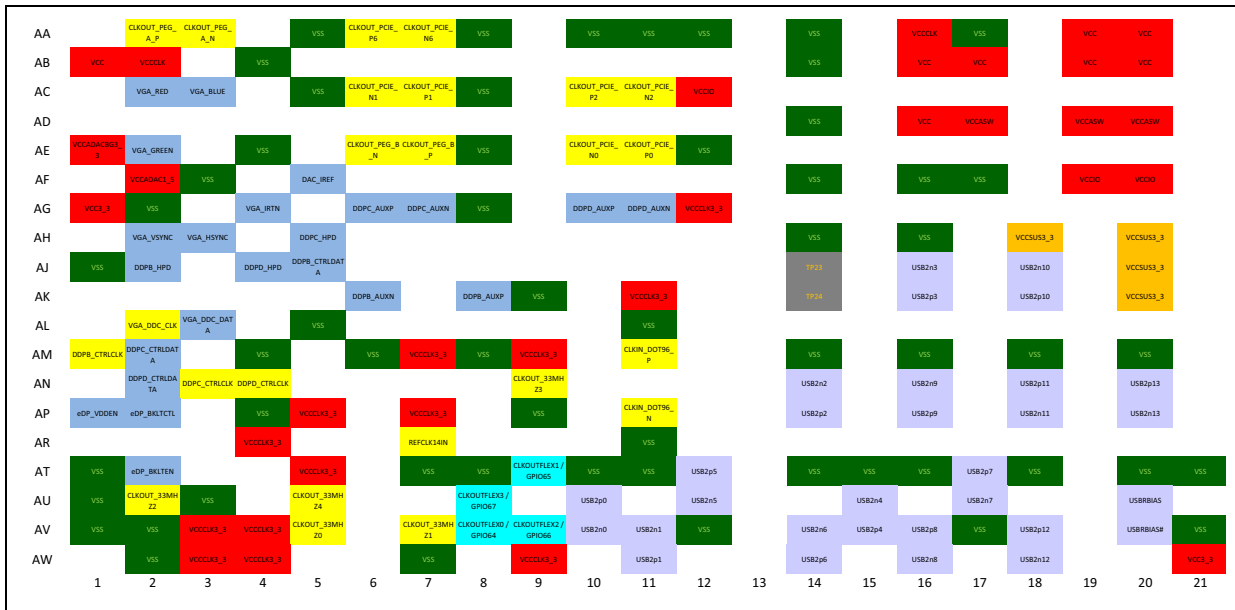 AA CLKOUT_PEG_A_P CLKOUT_PEG_A_N VSS CLKOUT_PCIE_P6 CLKOUT_PCIE_N6 VSS VSS VSS VSS VSS VCCCLK VSS VCC VCC
AB VCC VCCCLK VSS VSS VCC VCC VCC VCC
AC VGA_RED VGA_BLUE VSS CLKOUT_PCIE_N1 CLKOUT_PCIE_P1 VSS CLKOUT_PCIE_P2 CLKOUT_PCIE_N2 VCCIO
AD VSS VCC VCCASW VCCASW VCCASW
AE VCCADACBG3_3 VGA_GREEN VSS CLKOUT_PEG_B_N CLKOUT_PEG_B_P VSS CLKOUT_PCIE_N0 CLKOUT_PCIE_P0 VSS
AF VCCADAC1_5 VSS DAC_IREF VSS VSS VSS VCCIO VCCIO
AG VCC3_3 VSS VGA_IRTN DDPC_AUXP DDPC_AUXN VSS DDPD_AUXP DDPD_AUXN VCCCLK3_3
AH VGA_VSYNC VGA_HSYNC DDPC_HPD VSS VSS VCCSUS3_3 VCCSUS3_3
AJ VSS DDPB_HPD DDPD_HPD DDPB_CTRLDATA TP23 USB2n3 USB2n10 VCCSUS3_3
AK DDPB_AUXN DDPB_AUXP VSS VCCCLK3_3 TP24 USB2p3 USB2p10 VCCSUS3_3
AL VGA_DDC_CLK VGA_DDC_DATA VSS VSS
AM DDPB_CTRLCLK DDPC_CTRLDATA VSS VSS VCCCLK3_3 VSS VCCCLK3_3 CLKIN_DOT96_P VSS VSS VSS VSS
AN DDPD_CTRLDATA DDPC_CTRLCLK DDPD_CTRLCLK CLKOUT_33MHZ3 USB2n2 USB2n9 USB2p11 USB2p13
AP eDP_VDDEN eDP_BKLTCTL VSS VCCCLK3_3 VCCCLK3_3 VSS CLKIN_DOT96_N USB2p2 USB2p9 USB2n11 USB2n13
AR VCCCLK3_3 REFCLK14IN VSS
AT VSS eDP_BKLTEN VCCCLK3_3 VSS VSS CLKOUTFLEX1 / GPIO65 VSS VSS USB2p5 VSS VSS VSS USB2p7 VSS VSS VSS
AU VSS CLKOUT_33MHZ2 VSS CLKOUT_33MHZ4 CLKOUTFLEX3 / GPIO67 USB2p0 USB2n5 USB2n4 USB2n7 USBRBIAS
AV VSS VSS VCCCLK3_3 VCCCLK3_3 CLKOUT_33MHZ0 CLKOUT_33MHZ1 CLKOUTFLEX0 / GPIO64 CLKOUTFLEX2 / GPIO66 USB2n0 USB2n1 VSS USB2n6 USB2p4 USB2p8 VSS USB2p12 USBRBIAS# VSS
AW VSS VCCCLK3_3 VCCCLK3_3 VSS VCCCLK3_3 USB2p1 USB2p6 USB2n8 USB2n12 VCC3_3
1 2 3 4 5 6 7 8 9 10 11 12 13 14 15 16 17 18 19 20 21